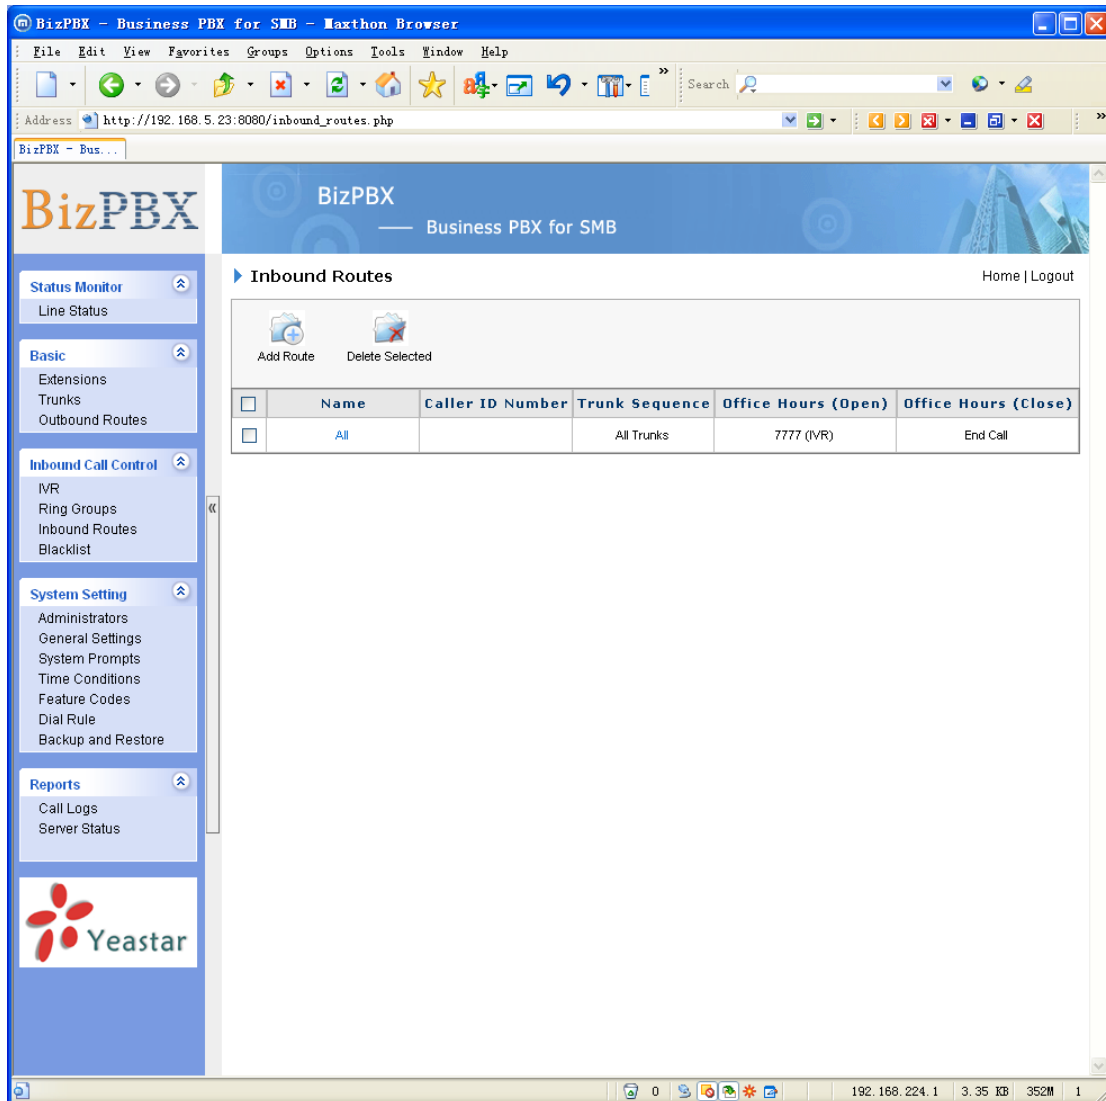 BizPBX - Business PBX for SMB - Maxthon Browser
File Edit View Favorites Groups Options Tools Window Help
Search
Address http://192.168.5.23:8080/inbound_routes.php
BizPBX - Bus...
BizPBX
BizPBX
—— Business PBX for SMB
Inbound Routes
Home | Logout
Status Monitor
Line Status
Basic
Extensions
Trunks
Outbound Routes
Inbound Call Control
IVR
Ring Groups
Inbound Routes
Blacklist
System Setting
Administrators
General Settings
System Prompts
Time Conditions
Feature Codes
Dial Rule
Backup and Restore
Reports
Call Logs
Server Status
Yeastar
Add Route Delete Selected
Name Caller ID Number Trunk Sequence Office Hours (Open) Office Hours (Close)
All All Trunks 7777 (IVR) End Call
0 192.168.224.1 3.35 KB 352M 1